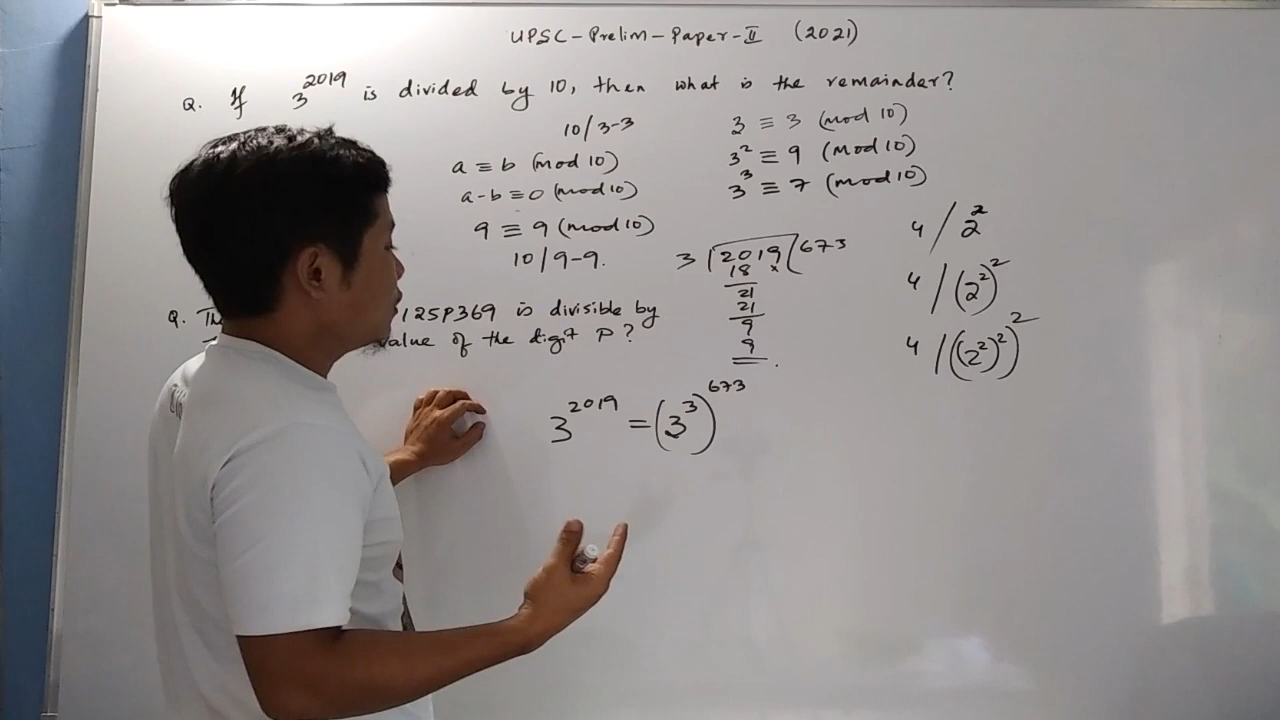 UPSC-Prelim-Paper-II (2021)
Q. If 3^2019 is divided by 10, then what is the remainder?
10/3-3
a ≡ b (mod 10)
a-b ≡ 0 (mod 10)
9 ≡ 9 (mod 10)
10/9-9.
3 ≡ 3 (mod 10)
3^2 ≡ 9 (mod 10)
3^3 ≡ 7 (mod 10)
3 ) 2019 ( 673
18 x
21
21
9
9
4 / 2^2
4 / (2^2)^2
4 / ((2^2)^2)^2
Q. 125P369 is divisible by
value of the digit P?
3^2019 = (3^3)^673